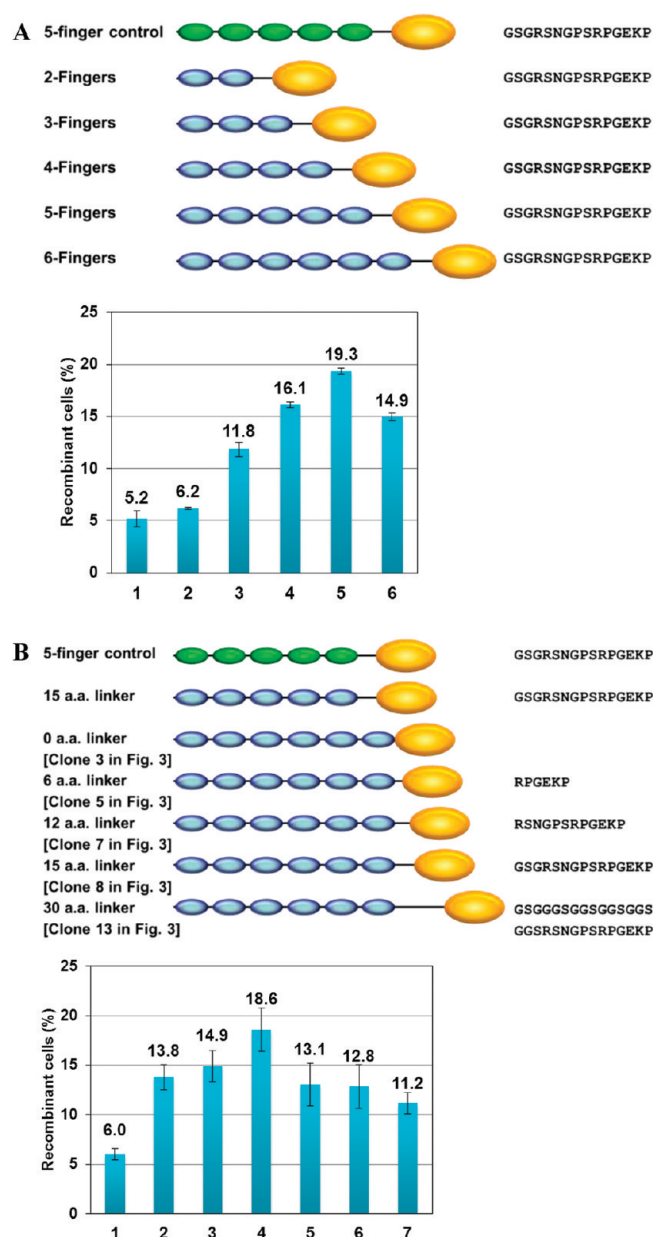 A 5-finger control GSGRSNGPSRPGEKP
2-Fingers GSGRSNGPSRPGEKP
3-Fingers GSGRSNGPSRPGEKP
4-Fingers GSGRSNGPSRPGEKP
5-Fingers GSGRSNGPSRPGEKP
6-Fingers GSGRSNGPSRPGEKP
Recombinant cells (%)
25
20
15
10
5
0
5.2 6.2 11.8 16.1 19.3 14.9
1 2 3 4 5 6
B 5-finger control GSGRSNGPSRPGEKP
15 a.a. linker GSGRSNGPSRPGEKP
0 a.a. linker
[Clone 3 in Fig. 3]
6 a.a. linker RPGEKP
[Clone 5 in Fig. 3]
12 a.a. linker RSNGPSRPGEKP
[Clone 7 in Fig. 3]
15 a.a. linker GSGRSNGPSRPGEKP
[Clone 8 in Fig. 3]
30 a.a. linker GSGGGSGGSGGSGGS
[Clone 13 in Fig. 3] GGSRSNGPSRPGEKP
Recombinant cells (%)
25
20
15
10
5
0
6.0 13.8 14.9 18.6 13.1 12.8 11.2
1 2 3 4 5 6 7